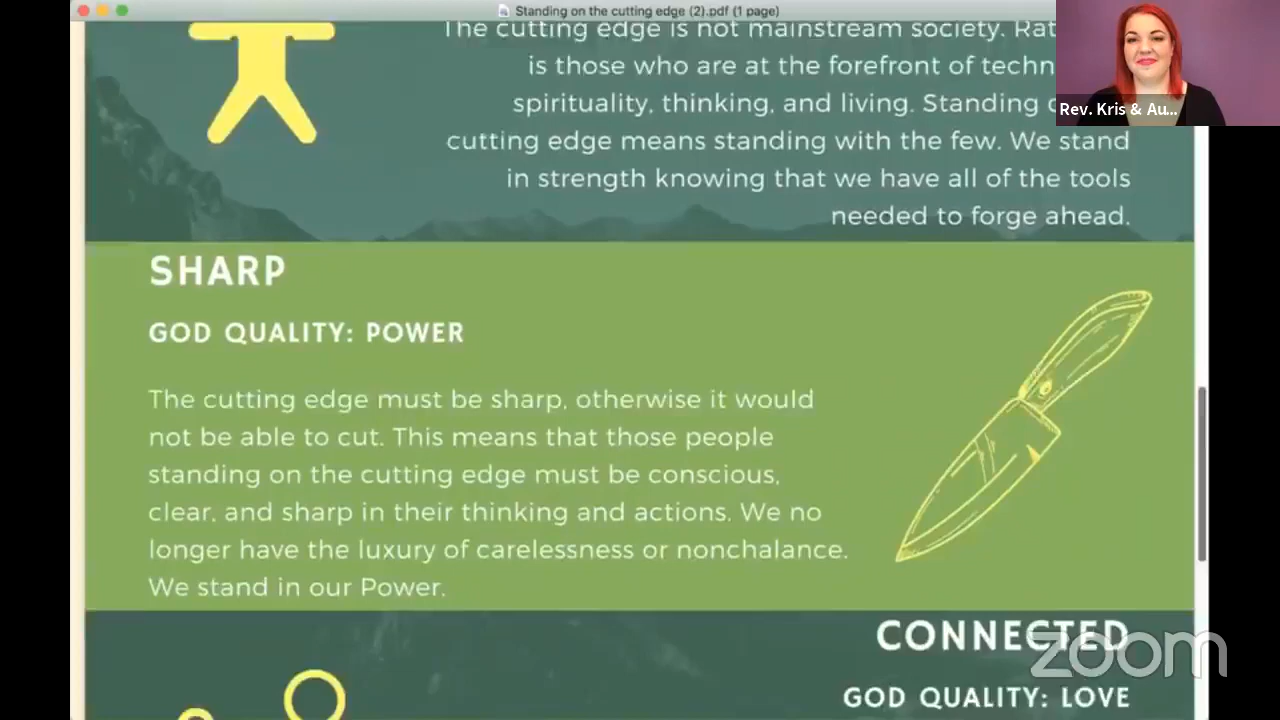 Standing on the cutting edge (2).pdf (1 page)
The cutting edge is not mainstream society.
is those who are at the forefront of
spirituality, thinking, and living. Standing
cutting edge means standing with the few. We stand
in strength knowing that we have all of the tools
needed to forge ahead.
Rev. Kris & Au...
SHARP
GOD QUALITY: POWER
The cutting edge must be sharp, otherwise it would
not be able to cut. This means that those people
standing on the cutting edge must be conscious,
clear, and sharp in their thinking and actions. We no
longer have the luxury of carelessness or nonchalance.
We stand in our Power.
CONNECTED
GOD QUALITY: LOVE
zoom